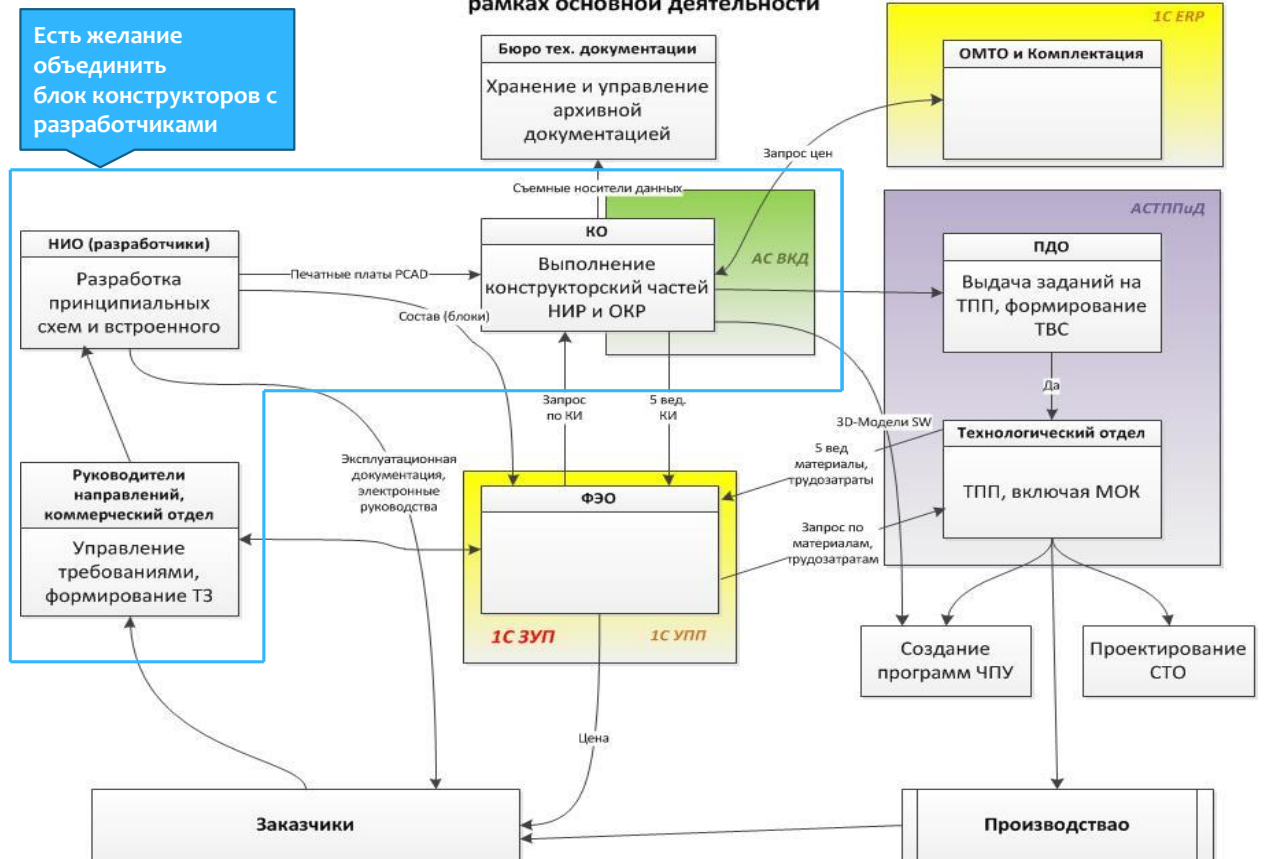 рамках основной деятельности
Есть желание
объединить
блок конструкторов с
разработчиками
Бюро тех. документации
Хранение и управление
архивной
документацией
1С ERP
ОМТО и Комплектация
Запрос цен
Съемные носители данных
НИО (разработчики)
Разработка
принципиальных
схем и встроенного
Печатные платы PCAD
Состав (блоки)
КО
Выполнение
конструкторский частей
НИР и ОКР
АС ВКД
АСТППиД
ПДО
Выдача заданий на
ТПП, формирование
ТВС
Да
Запрос
по КИ
5 вед.
КИ
3D-Модели SW
Технологический отдел
ТПП, включая МОК
5 вед
материалы,
трудозатраты
Запрос по
материалам,
трудозатратам
Эксплуатационная
документация,
электронные
руководства
Руководители
направлений,
коммерческий отдел
Управление
требованиями,
формирование ТЗ
ФЭО
1С ЗУП
1С УПП
Создание
программ ЧПУ
Проектирование
СТО
Цена
Заказчики
Производствао